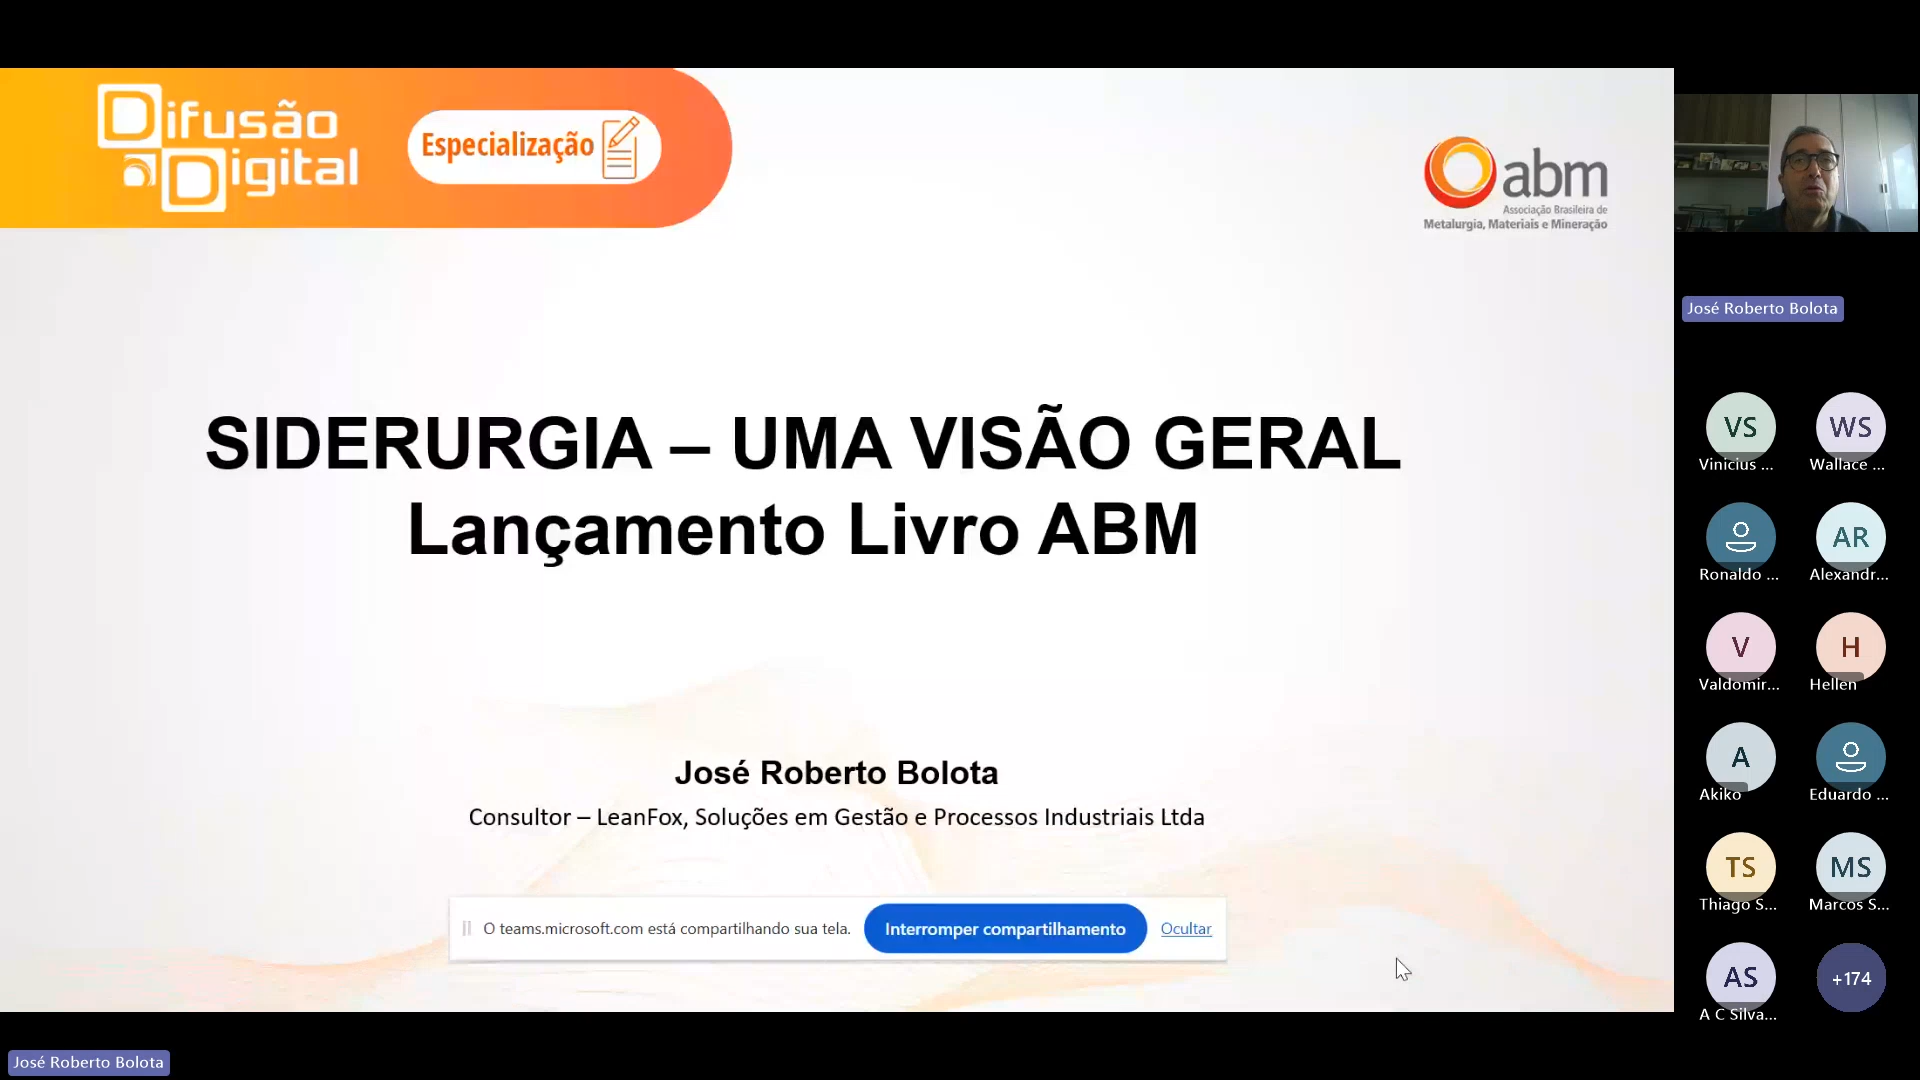 Difusão
Digital
Especialização
abm
Associação Brasileira de
Metalurgia, Materiais e Mineração
SIDERURGIA – UMA VISÃO GERAL
Lançamento Livro ABM
José Roberto Bolota
Consultor – LeanFox, Soluções em Gestão e Processos Industriais Ltda
O teams.microsoft.com está compartilhando sua tela.
Interromper compartilhamento
Ocultar
José Roberto Bolota
José Roberto Bolota
VS
WS
Vinicius ...
Wallace ...
AR
Ronaldo ...
Alexandr...
V
H
Valdomir...
Hellen
A
Akiko
Eduardo ...
TS
MS
Thiago S...
Marcos S...
AS
+174
A C Silva...